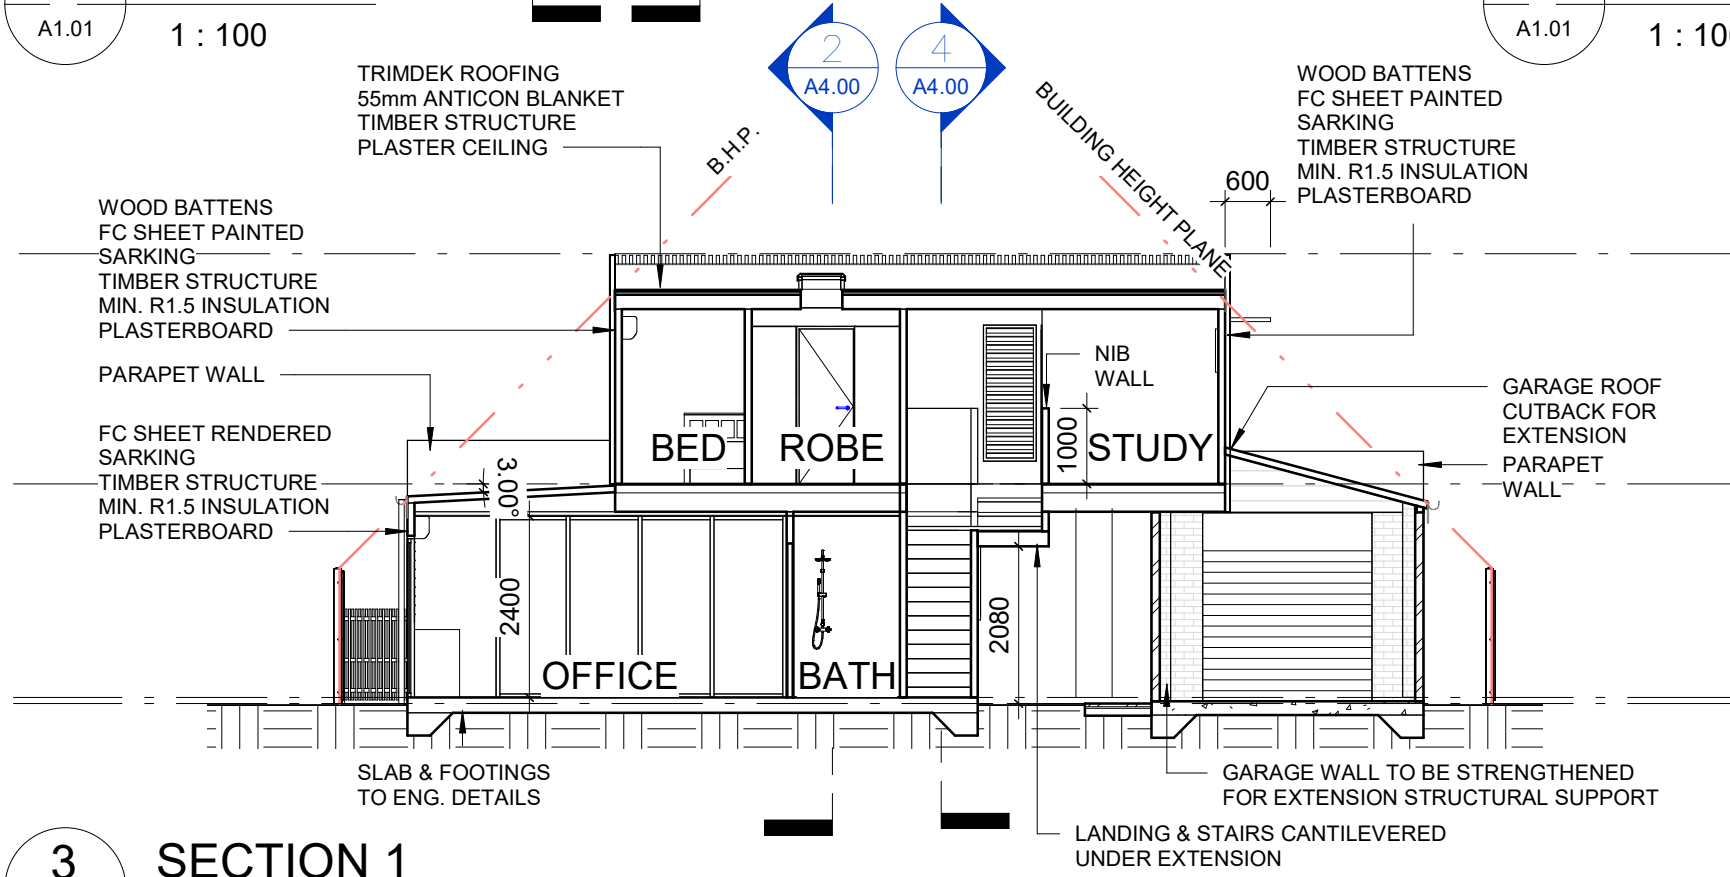 A1.01
1 : 100
A1.01
1 : 100
2
A4.00
4
A4.00
TRIMDEK ROOFING
55mm ANTICON BLANKET
TIMBER STRUCTURE
PLASTER CEILING
B.H.P.
BUILDING HEIGHT PLANE
600
WOOD BATTENS
FC SHEET PAINTED
SARKING
TIMBER STRUCTURE
MIN. R1.5 INSULATION
PLASTERBOARD
WOOD BATTENS
FC SHEET PAINTED
SARKING
TIMBER STRUCTURE
MIN. R1.5 INSULATION
PLASTERBOARD
PARAPET WALL
FC SHEET RENDERED
SARKING
TIMBER STRUCTURE
MIN. R1.5 INSULATION
PLASTERBOARD
NIB
WALL
GARAGE ROOF
CUTBACK FOR
EXTENSION
PARAPET
WALL
BED
ROBE
1000
STUDY
3.00°
2400
2080
OFFICE
BATH
SLAB & FOOTINGS
TO ENG. DETAILS
GARAGE WALL TO BE STRENGTHENED
FOR EXTENSION STRUCTURAL SUPPORT
LANDING & STAIRS CANTILEVERED
UNDER EXTENSION
3
SECTION 1